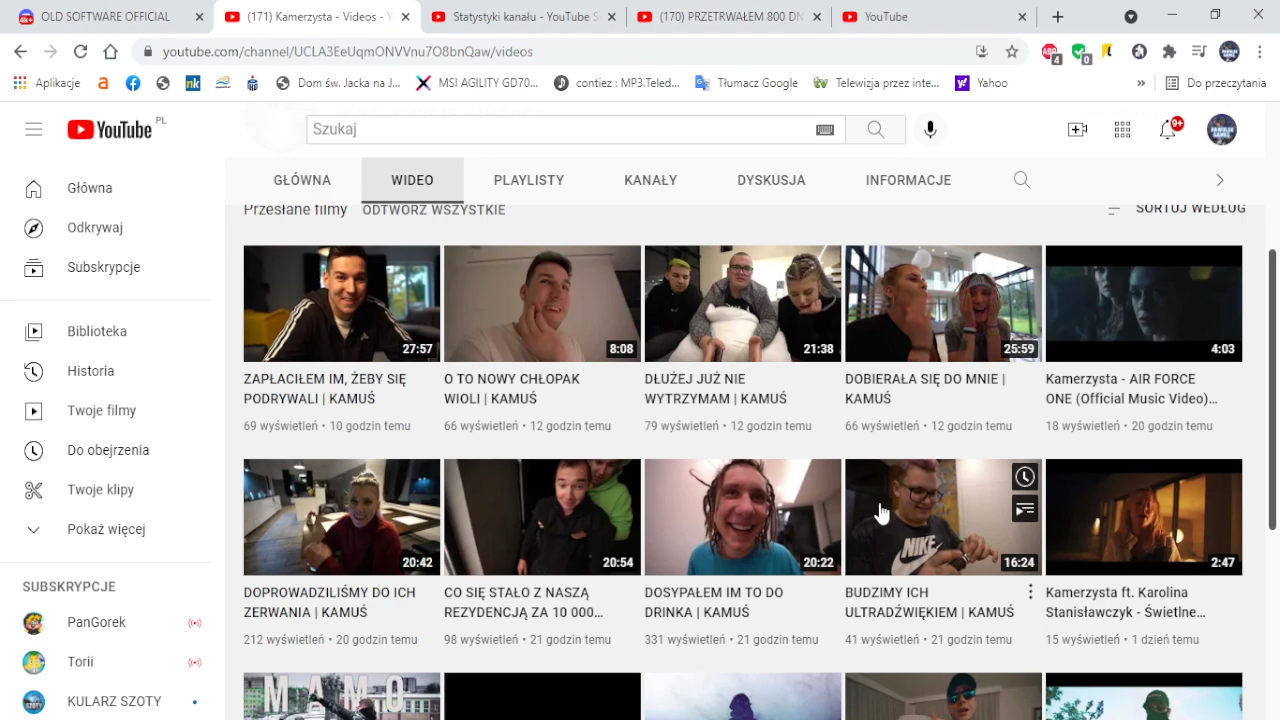 OLD SOFTWARE OFFICIAL
(171) Kamerzysta - Videos - Y
Statystyki kanału - YouTube S
(170) PRZETRWAŁEM 800 DN
YouTube
youtube.com/channel/UCLA3EeUqmONVVnu7O8bnQaw/videos
4
0
Aplikacje
Dom św. Jacka na J...
MSI AGILITY GD70...
contiez : MP3.Teled...
Tłumacz Google
Telewizja przez inte...
Yahoo
»
Do przeczytania
YouTube PL
Szukaj
9+
GŁÓWNA
WIDEO
PLAYLISTY
KANAŁY
DYSKUSJA
INFORMACJE
Główna
Odkrywaj
Subskrypcje
Biblioteka
Historia
Twoje filmy
Do obejrzenia
Twoje klipy
Pokaż więcej
SUBSKRYPCJE
PanGorek
Torii
KULARZ SZOTY
Przesłane filmy
ODTWÓRZ WSZYSTKIE
SORTUJ WEDŁUG
27:57
8:08
21:38
25:59
4:03
ZAPŁACIŁEM IM, ŻEBY SIĘ
PODRYWALI | KAMUŚ
69 wyświetleń • 10 godzin temu
O TO NOWY CHŁOPAK
WIOLI | KAMUŚ
66 wyświetleń • 12 godzin temu
DŁUŻEJ JUŻ NIE
WYTRZYMAM | KAMUŚ
79 wyświetleń • 12 godzin temu
DOBIERAŁA SIĘ DO MNIE |
KAMUŚ
66 wyświetleń • 12 godzin temu
Kamerzysta - AIR FORCE
ONE (Official Music Video)...
18 wyświetleń • 20 godzin temu
20:42
20:54
20:22
NIKE
16:24
2:47
DOPROWADZILIŚMY DO ICH
ZERWANIA | KAMUŚ
212 wyświetleń • 20 godzin temu
CO SIĘ STAŁO Z NASZĄ
REZYDENCJĄ ZA 10 000...
98 wyświetleń • 21 godzin temu
DOSYPAŁEM IM TO DO
DRINKA | KAMUŚ
331 wyświetleń • 21 godzin temu
BUDZIMY ICH
ULTRADŹWIĘKIEM | KAMUŚ
41 wyświetleń • 21 godzin temu
Kamerzysta ft. Karolina
Stanisławczyk - Świetlne...
15 wyświetleń • 1 dzień temu
MAMO